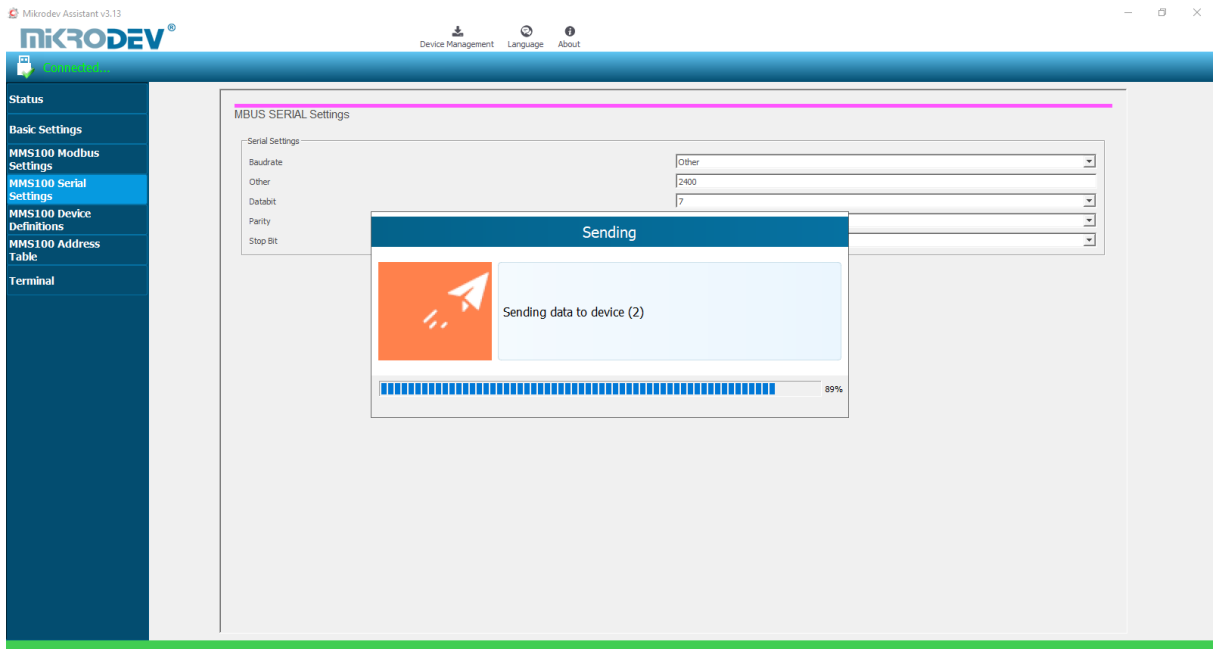 Mikrodev Assistant v3.13
MiKRODEV®
Device Management Language About
Connected...
Status
Basic Settings
MMS100 Modbus
Settings
MMS100 Serial
Settings
MMS100 Device
Definitions
MMS100 Address
Table
Terminal
MBUS SERIAL Settings
Serial Settings
Baudrate Other
Other 2400
Databit 7
Parity
Stop Bit
Sending
Sending data to device (2)
89%